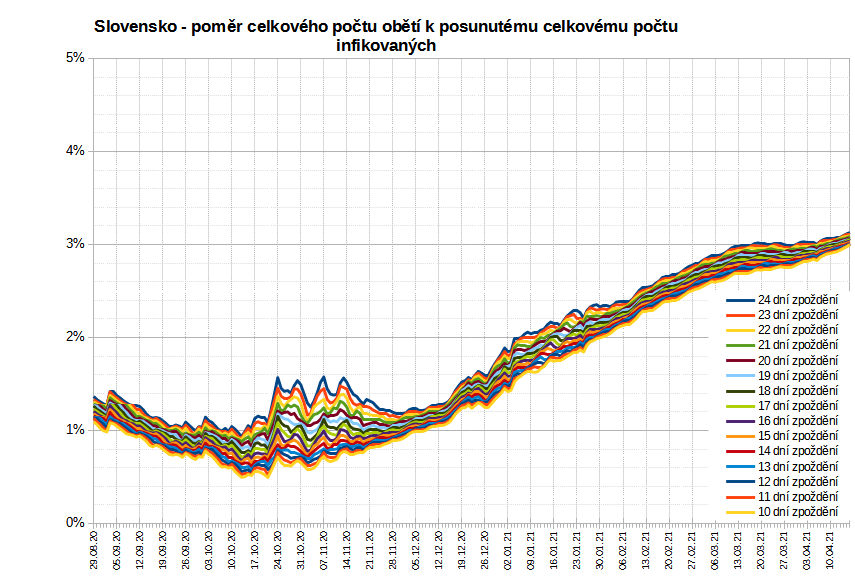 Slovensko - poměr celkového počtu obětí k posunutému celkovému počtu
infikovaných
5%
4%
3%
2%
1%
0%
24 dní zpoždění
23 dní zpoždění
22 dní zpoždění
21 dní zpoždění
20 dní zpoždění
19 dní zpoždění
18 dní zpoždění
17 dní zpoždění
16 dní zpoždění
15 dní zpoždění
14 dní zpoždění
13 dní zpoždění
12 dní zpoždění
11 dní zpoždění
10 dní zpoždění
29.08.20
05.09.20
12.09.20
19.09.20
26.09.20
03.10.20
10.10.20
17.10.20
24.10.20
31.10.20
07.11.20
14.11.20
21.11.20
28.11.20
05.12.20
12.12.20
19.12.20
26.12.20
02.01.21
09.01.21
16.01.21
23.01.21
30.01.21
06.02.21
13.02.21
20.02.21
27.02.21
06.03.21
13.03.21
20.03.21
27.03.21
03.04.21
10.04.21